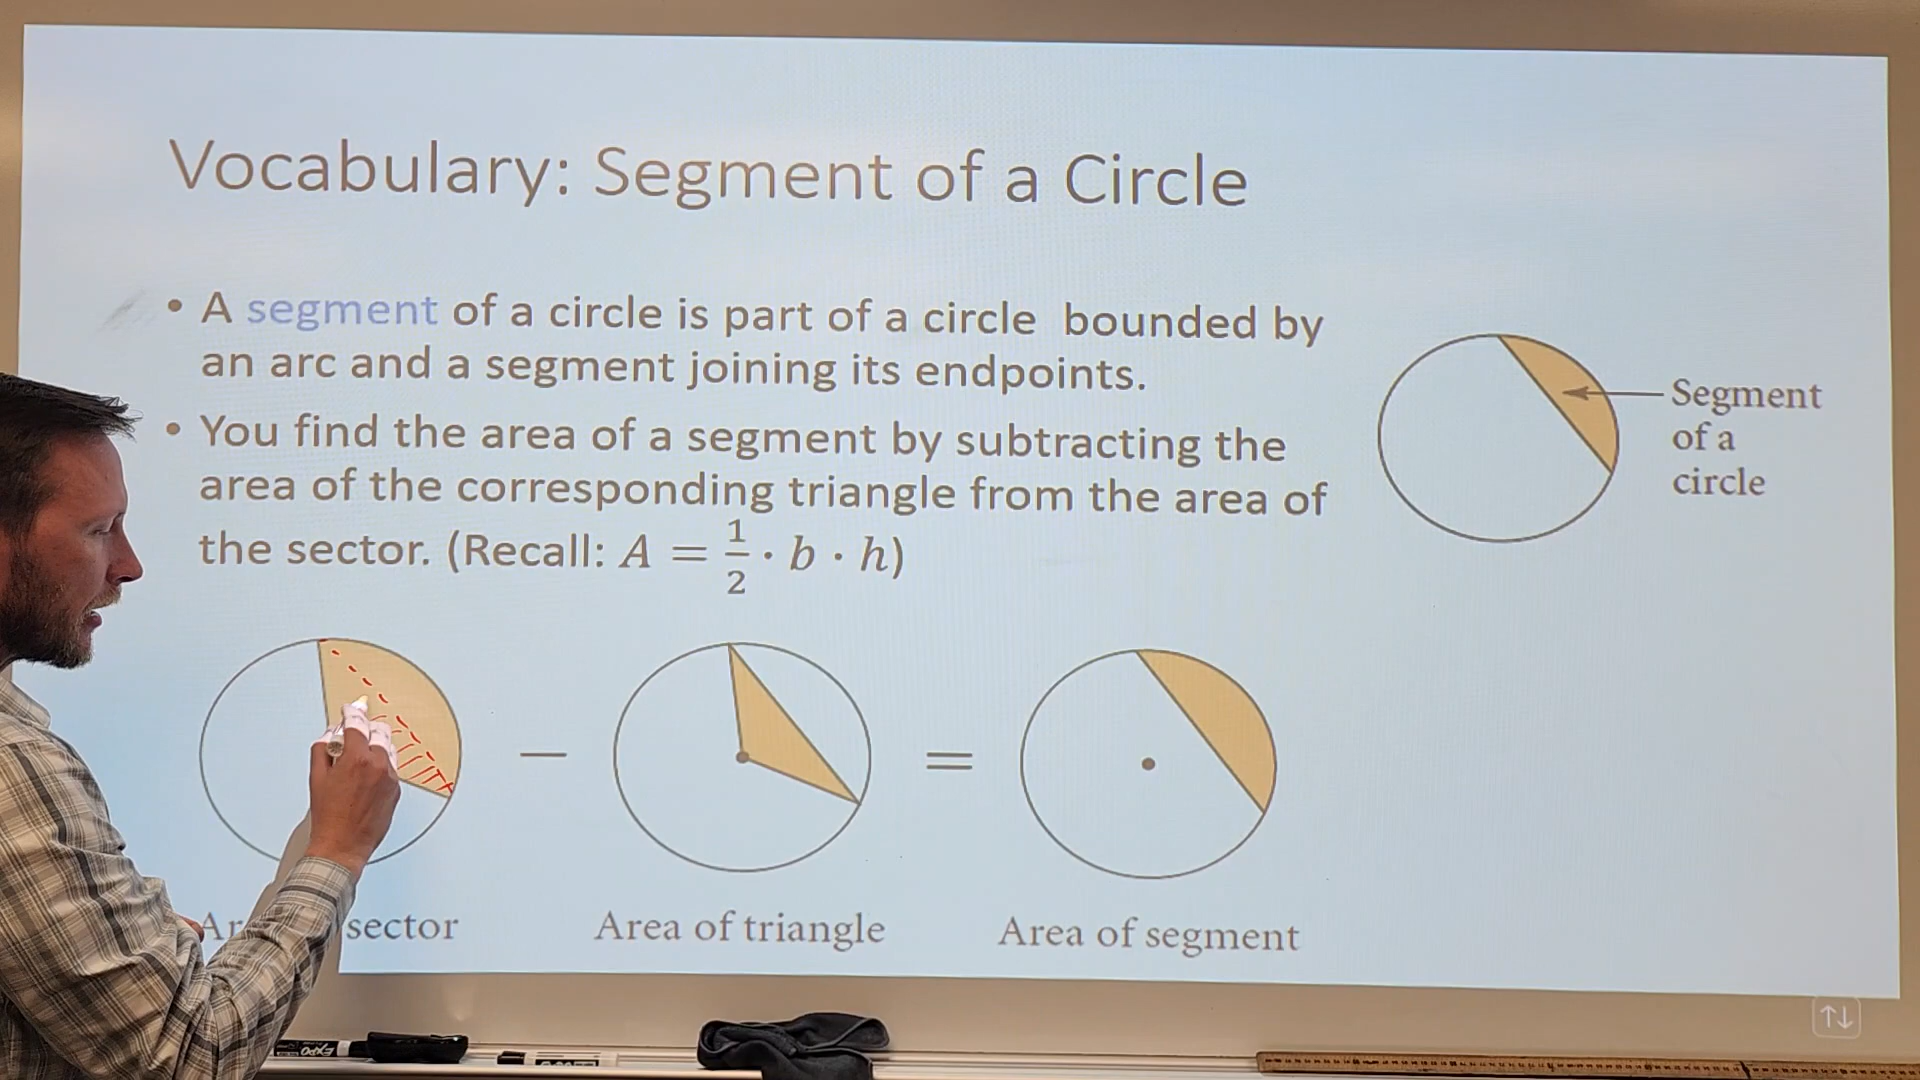 Vocabulary: Segment of a Circle
• A segment of a circle is part of a circle bounded by
an arc and a segment joining its endpoints.
• You find the area of a segment by subtracting the
area of the corresponding triangle from the area of
the sector. (Recall: A = 1/2 · b · h)
Segment
of a
circle
− =
sector
Area of triangle
Area of segment
EXPO